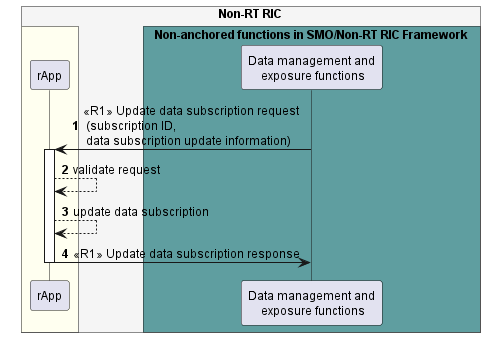 Non-RT RIC
Non-anchored functions in SMO/Non-RT RIC Framework
rApp
Data management and
exposure functions
1 «R1» Update data subscription request
(subscription ID,
data subscription update information)
2 validate request
3 update data subscription
4 «R1» Update data subscription response
rApp
Data management and
exposure functions